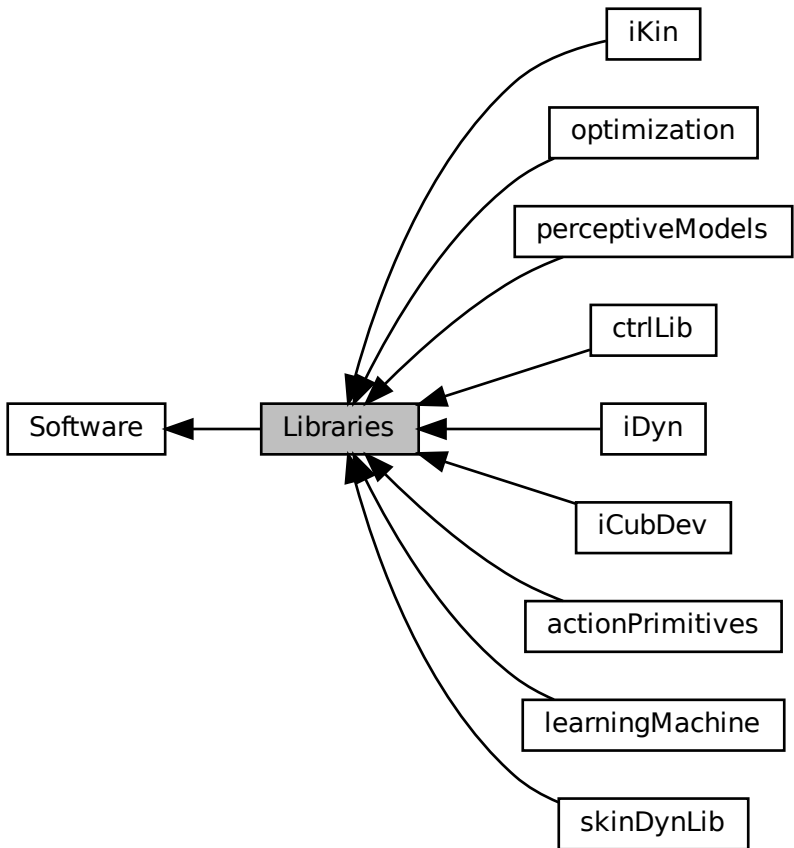 iKin
optimization
perceptiveModels
ctrlLib
Software
Libraries
iDyn
iCubDev
actionPrimitives
learningMachine
skinDynLib